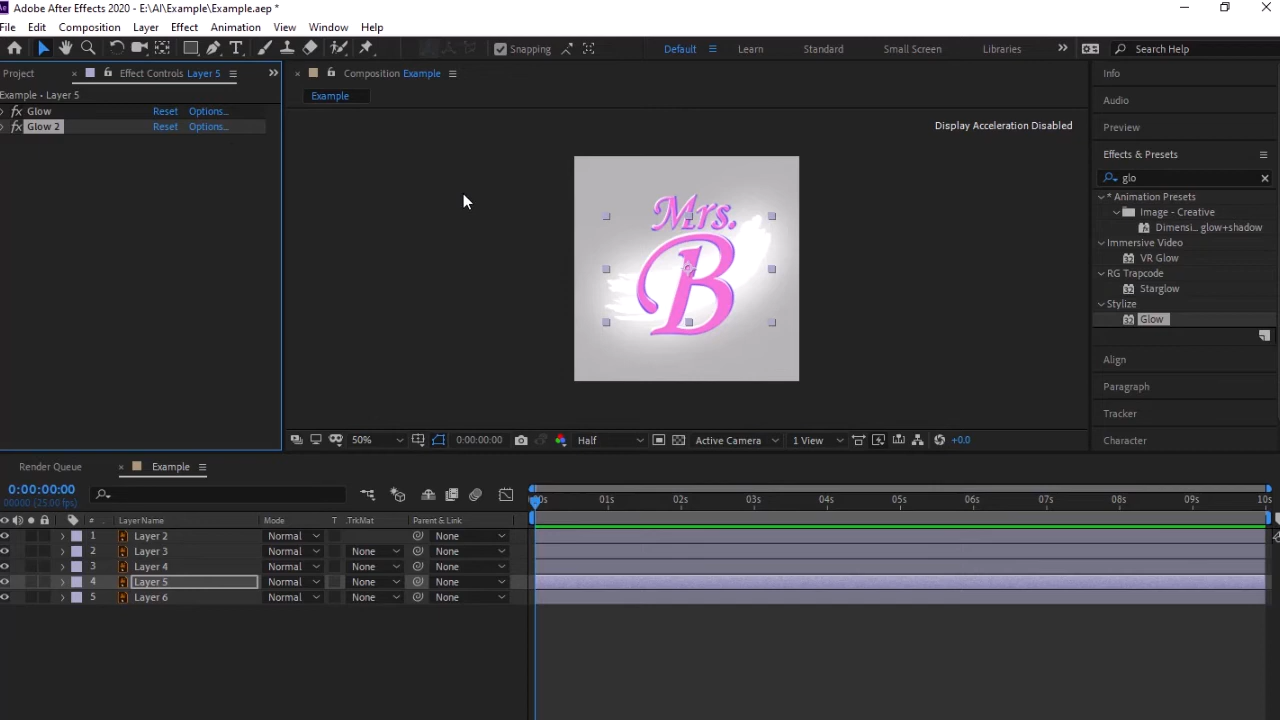 Adobe After Effects 2020 - E:\AI\Example\Example.aep *
File Edit Composition Layer Effect Animation View Window Help
Snapping Default Learn Standard Small Screen Libraries Search Help
Project Effect Controls Layer 5
Example - Layer 5
fx Glow Reset Options...
fx Glow 2 Reset Options...
Composition Example
Example
Display Acceleration Disabled
Mrs.
B
50% 0:00:00:00 Half Active Camera 1 View +0.0
Info
Audio
Preview
Effects & Presets
glo
* Animation Presets
Image - Creative
Dimensi... glow+shadow
Immersive Video
VR Glow
RG Trapcode
Starglow
Stylize
Glow
Align
Paragraph
Tracker
Character
Render Queue Example
0:00:00:00
00000 (25.00 fps)
# Layer Name Mode T .TrkMat Parent & Link
1 Layer 2 Normal None
2 Layer 3 Normal None None
3 Layer 4 Normal None None
4 Layer 5 Normal None None
5 Layer 6 Normal None None
01s 02s 03s 04s 05s 06s 07s 08s 09s 10s